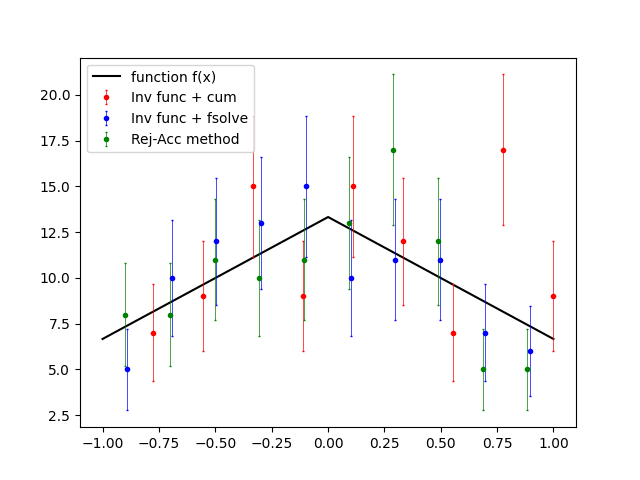 function f(x)
Inv func + cum
Inv func + fsolve
Rej-Acc method
20.0
17.5
15.0
12.5
10.0
7.5
5.0
2.5
−1.00 −0.75 −0.50 −0.25 0.00 0.25 0.50 0.75 1.00